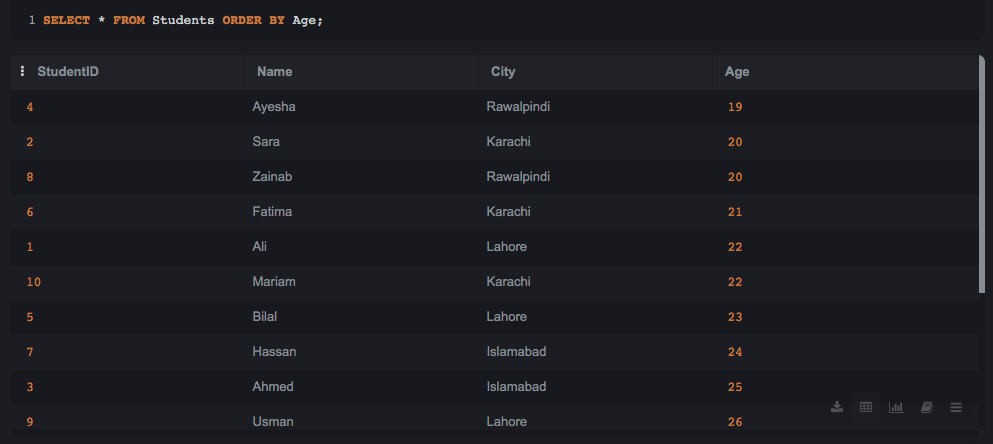 1 SELECT * FROM Students ORDER BY Age;
StudentID Name City Age
4 Ayesha Rawalpindi 19
2 Sara Karachi 20
8 Zainab Rawalpindi 20
6 Fatima Karachi 21
1 Ali Lahore 22
10 Mariam Karachi 22
5 Bilal Lahore 23
7 Hassan Islamabad 24
3 Ahmed Islamabad 25
9 Usman Lahore 26